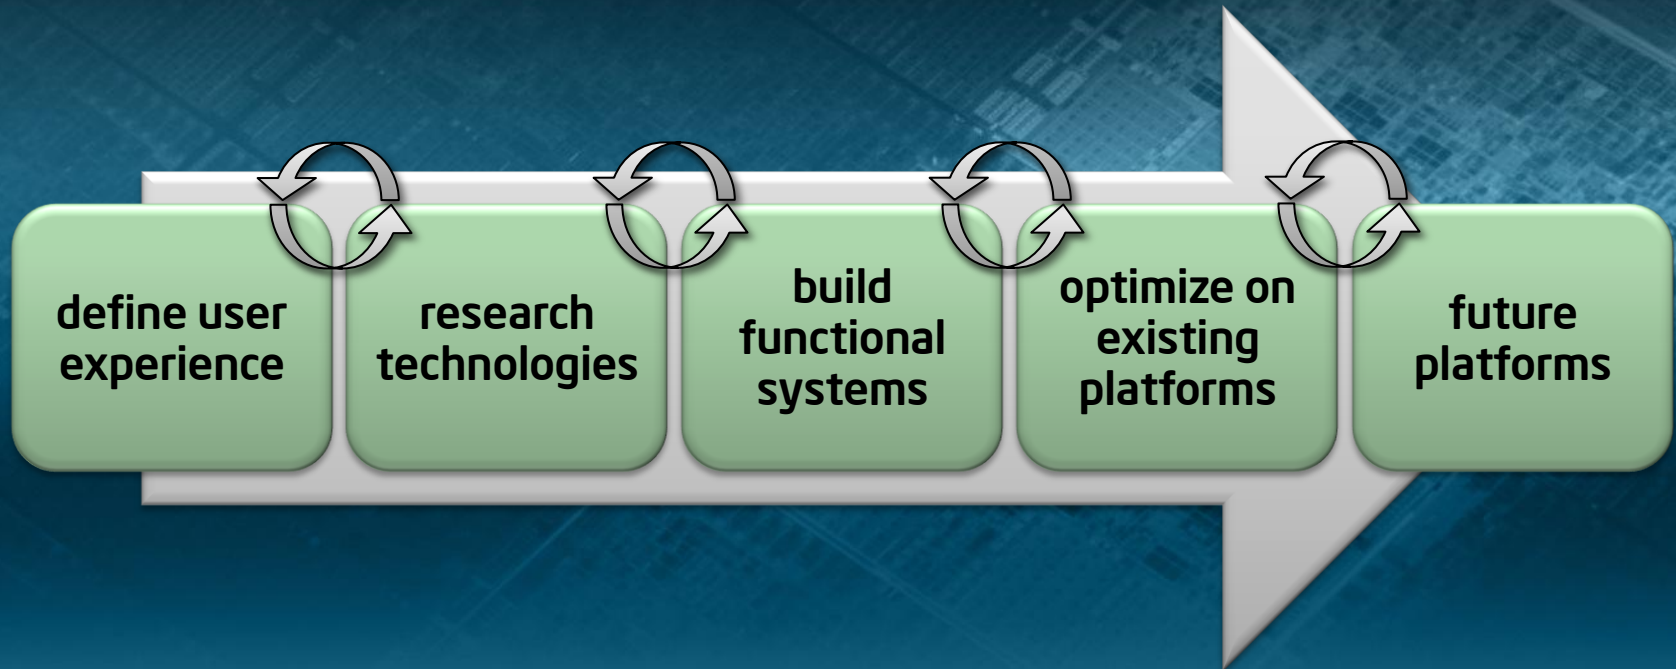 define user
experience
research
technologies
build
functional
systems
optimize on
existing
platforms
future
platforms